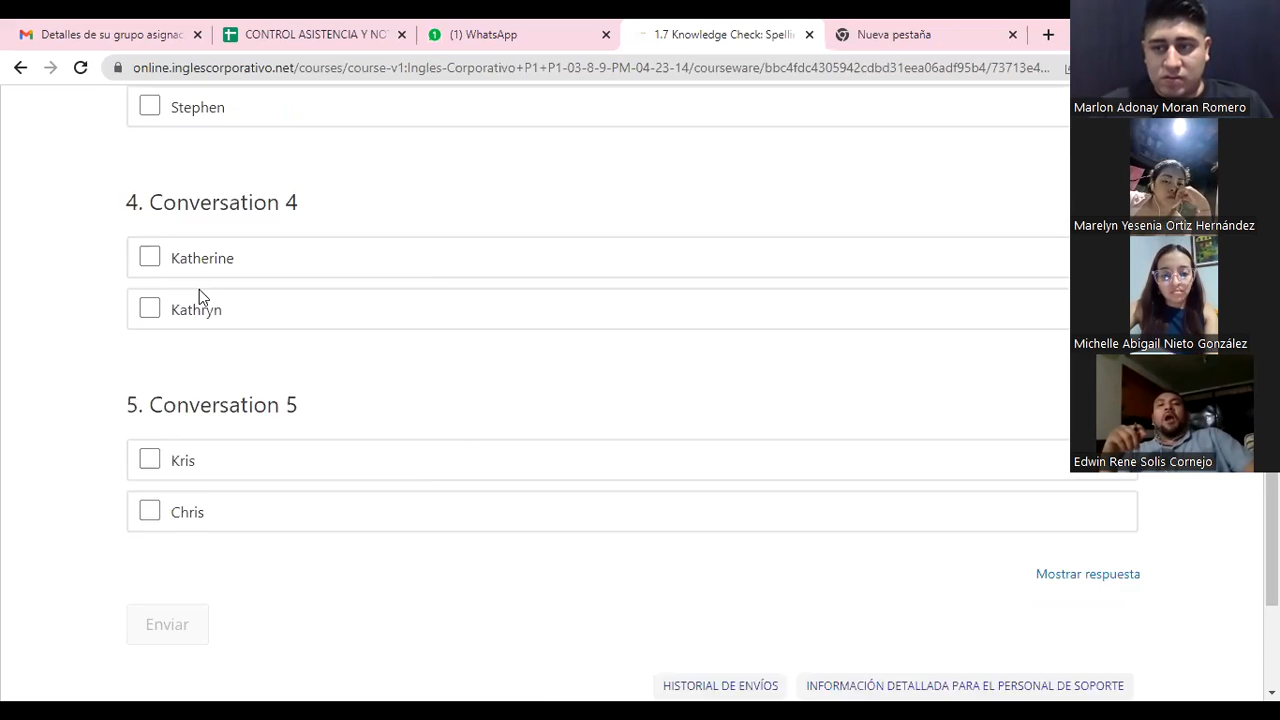 Detalles de su grupo asignac
CONTROL ASISTENCIA Y NO
(1) WhatsApp
1.7 Knowledge Check: Spelli
Nueva pestaña
online.inglescorporativo.net/courses/course-v1:Ingles-Corporativo+P1+P1-03-8-9-PM-04-23-14/courseware/bbc4fdc4305942cdbd31eea06adf95b4/73713e4...
Stephen
4. Conversation 4
Katherine
Kathryn
5. Conversation 5
Kris
Chris
Mostrar respuesta
Enviar
HISTORIAL DE ENVÍOS
INFORMACIÓN DETALLADA PARA EL PERSONAL DE SOPORTE
Marlon Adonay Moran Romero
Marelyn Yesenia Ortiz Hernández
Michelle Abigail Nieto González
Edwin Rene Solis Cornejo